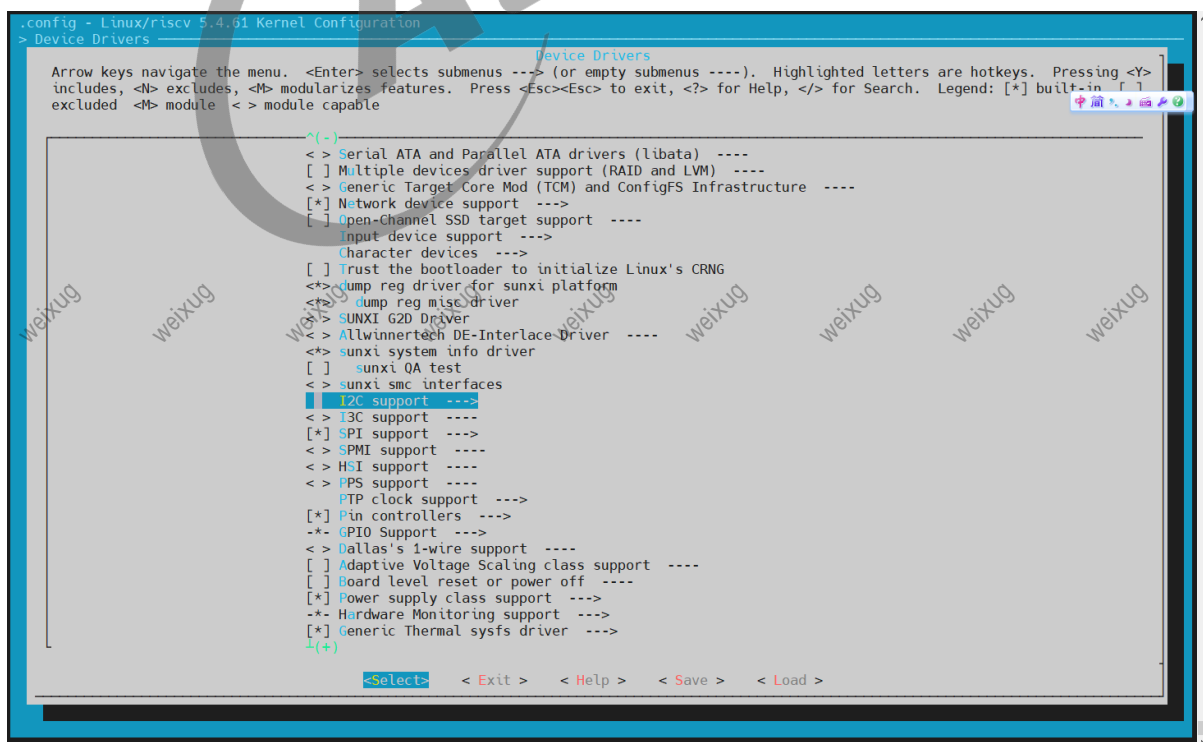 .config - Linux/riscv 5.4.61 Kernel Configuration
> Device Drivers
Device Drivers
Arrow keys navigate the menu.  <Enter> selects submenus ---> (or empty submenus ----).  Highlighted letters are hotkeys.  Pressing <Y>
includes, <N> excludes, <M> modularizes features.  Press <Esc><Esc> to exit, <?> for Help, </> for Search.  Legend: [*] built-in  [ ]
excluded  <M> module  < > module capable
中 简
^(-)
< > Serial ATA and Parallel ATA drivers (libata)  ----
[ ] Multiple devices driver support (RAID and LVM)  ----
< > Generic Target Core Mod (TCM) and ConfigFS Infrastructure  ----
[*] Network device support  --->
[ ] Open-Channel SSD target support  ----
Input device support  --->
Character devices  --->
[ ] Trust the bootloader to initialize Linux's CRNG
<*> dump reg driver for sunxi platform
<*>   dump reg misc driver
< > SUNXI G2D Driver
< > Allwinnertech DE-Interlace Driver  ----
<*> sunxi system info driver
[ ]   sunxi QA test
< > sunxi smc interfaces
I2C support  --->
< > I3C support  ----
[*] SPI support  --->
< > SPMI support  ----
< > HSI support  ----
< > PPS support  ----
PTP clock support  --->
[*] Pin controllers  --->
-*- GPIO Support  --->
< > Dallas's 1-wire support  ----
[ ] Adaptive Voltage Scaling class support  ----
[ ] Board level reset or power off  ----
[*] Power supply class support  --->
-*- Hardware Monitoring support  --->
[*] Generic Thermal sysfs driver  --->
┴(+)
<Select>    < Exit >    < Help >    < Save >    < Load >
weixug weixug weixug weixug weixug weixug weixug weixug weixug